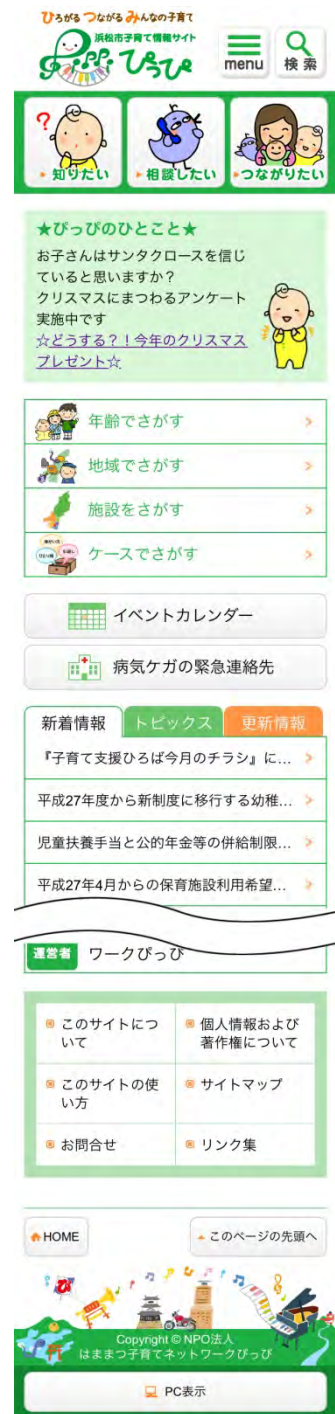 ひろがる つながる みんなの子育て
浜松市子育て情報サイト
ぴっぴ
menu
検索
?
知りたい
相談したい
つながりたい
★ぴっぴのひとこと★
お子さんはサンタクロースを信じ
ていると思いますか？
クリスマスにまつわるアンケート
実施中です
☆どうする？！今年のクリスマス
プレゼント☆
年齢でさがす
地域でさがす
施設をさがす
ケースでさがす
イベントカレンダー
病気ケガの緊急連絡先
新着情報
トピックス
更新情報
『子育て支援ひろば今月のチラシ』に...
平成27年度から新制度に移行する幼稚...
児童扶養手当と公的年金等の併給制限...
平成27年4月からの保育施設利用希望...
運営者 ワークぴっぴ
このサイトにつ
いて
個人情報および
著作権について
このサイトの使
い方
サイトマップ
お問合せ
リンク集
HOME
このページの先頭へ
Copyright © NPO法人
はままつ子育てネットワークぴっぴ
PC表示